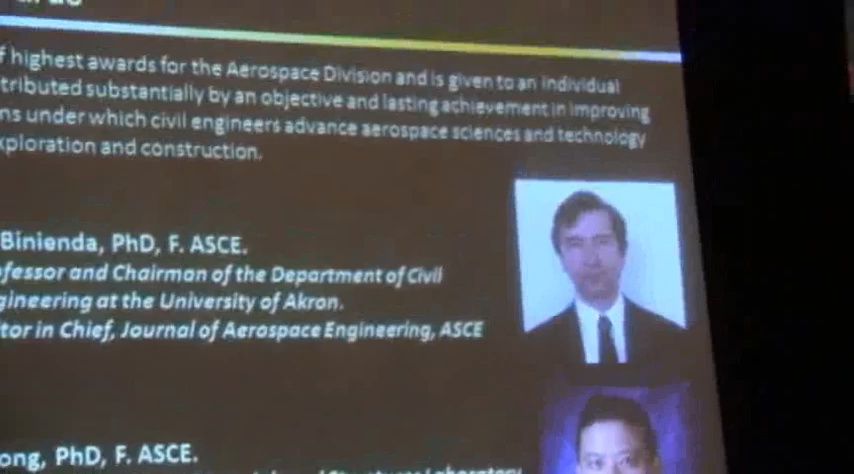 f highest awards for the Aerospace Division and is given to an individual
tributed substantially by an objective and lasting achievement in improving
ns under which civil engineers advance aerospace sciences and technology
xploration and construction.
Binienda, PhD, F. ASCE.
ofessor and Chairman of the Department of Civil
gineering at the University of Akron.
tor in Chief, Journal of Aerospace Engineering, ASCE
ong, PhD, F. ASCE.
Structures Laboratory